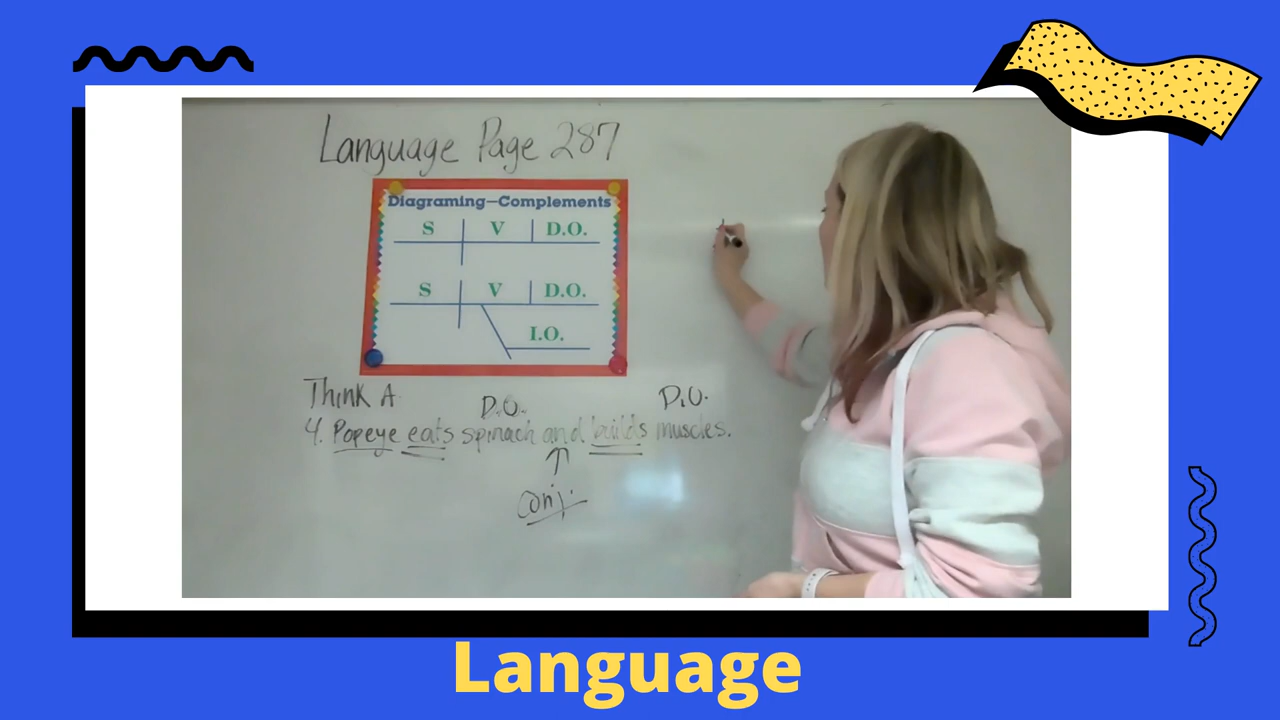 Language Page 287
Diagraming—Complements
S V D.O.
S V D.O.
I.O.
Think A
D.O. D.O.
4. Popeye eats spinach and builds muscles.
conj.
Language